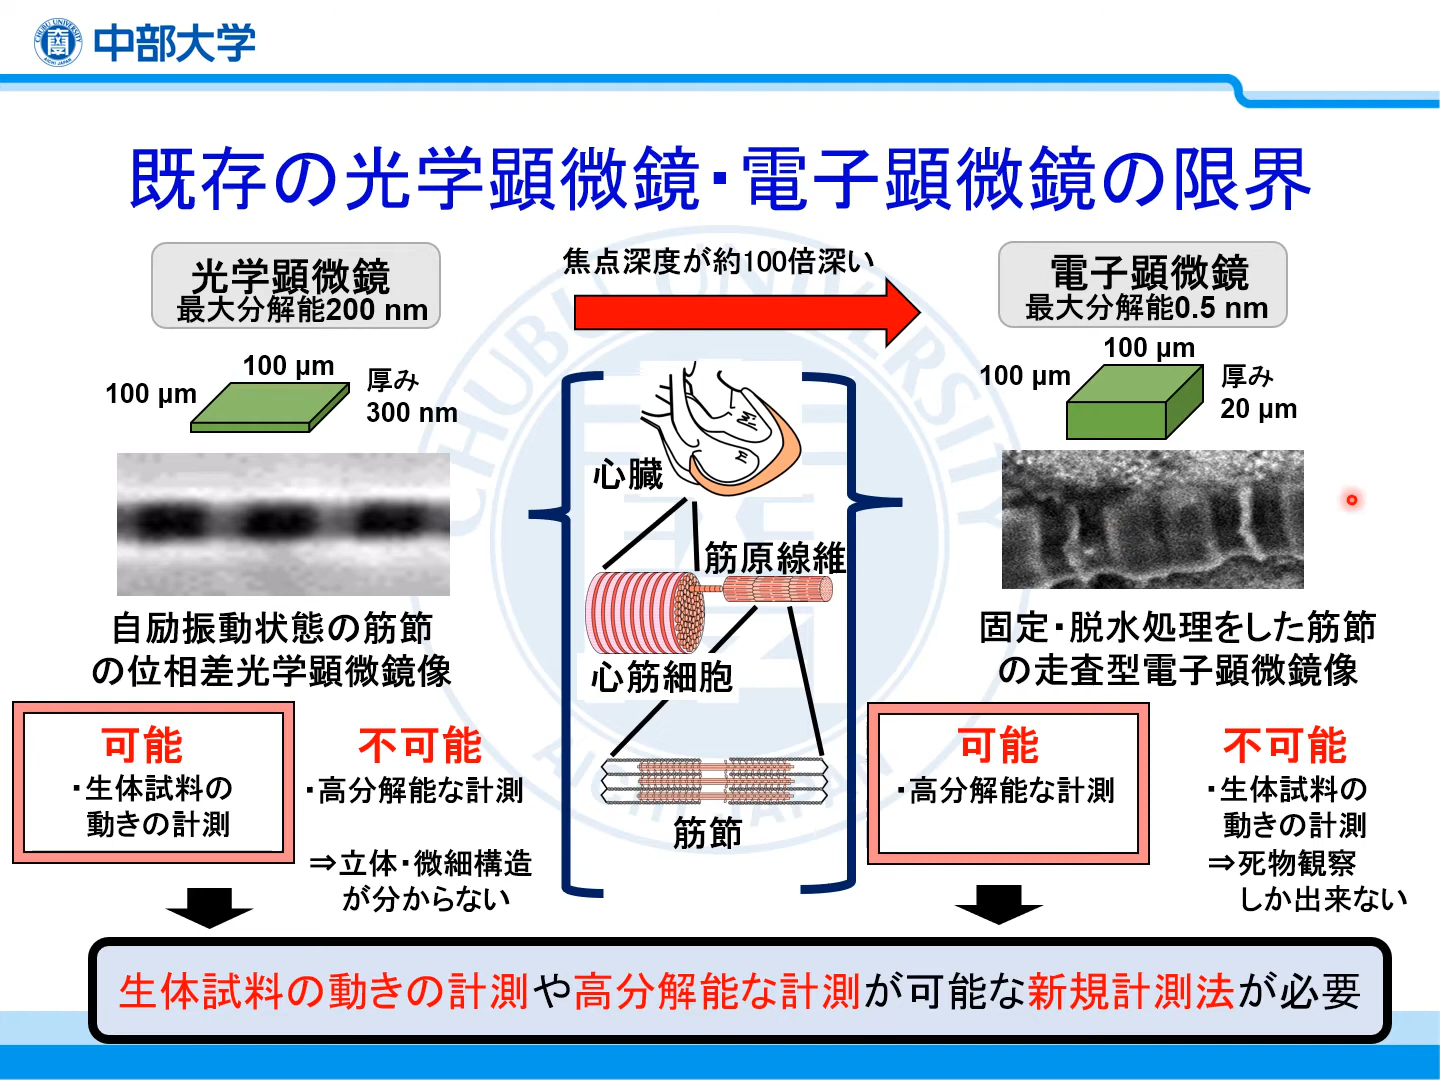 中部大学
CHUBU UNIVERSITY
AICHI JAPAN
既存の光学顕微鏡・電子顕微鏡の限界
光学顕微鏡
最大分解能200 nm
100 µm
100 µm
厚み
300 nm
自励振動状態の筋節
の位相差光学顕微鏡像
可能
・生体試料の
動きの計測
不可能
・高分解能な計測
⇒立体・微細構造
が分からない
焦点深度が約100倍深い
心臓
筋原線維
心筋細胞
筋節
電子顕微鏡
最大分解能0.5 nm
100 µm
100 µm
厚み
20 µm
固定・脱水処理をした筋節
の走査型電子顕微鏡像
可能
・高分解能な計測
不可能
・生体試料の
動きの計測
⇒死物観察
しか出来ない
生体試料の動きの計測や高分解能な計測が可能な新規計測法が必要
CHUBU UNIVERSITY
AICHI JAPAN